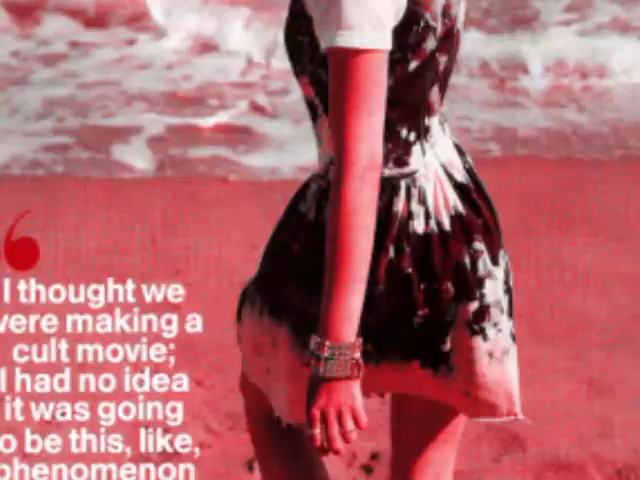 ‘
I thought we
were making a
cult movie;
I had no idea
it was going
to be this, like,
phenomenon